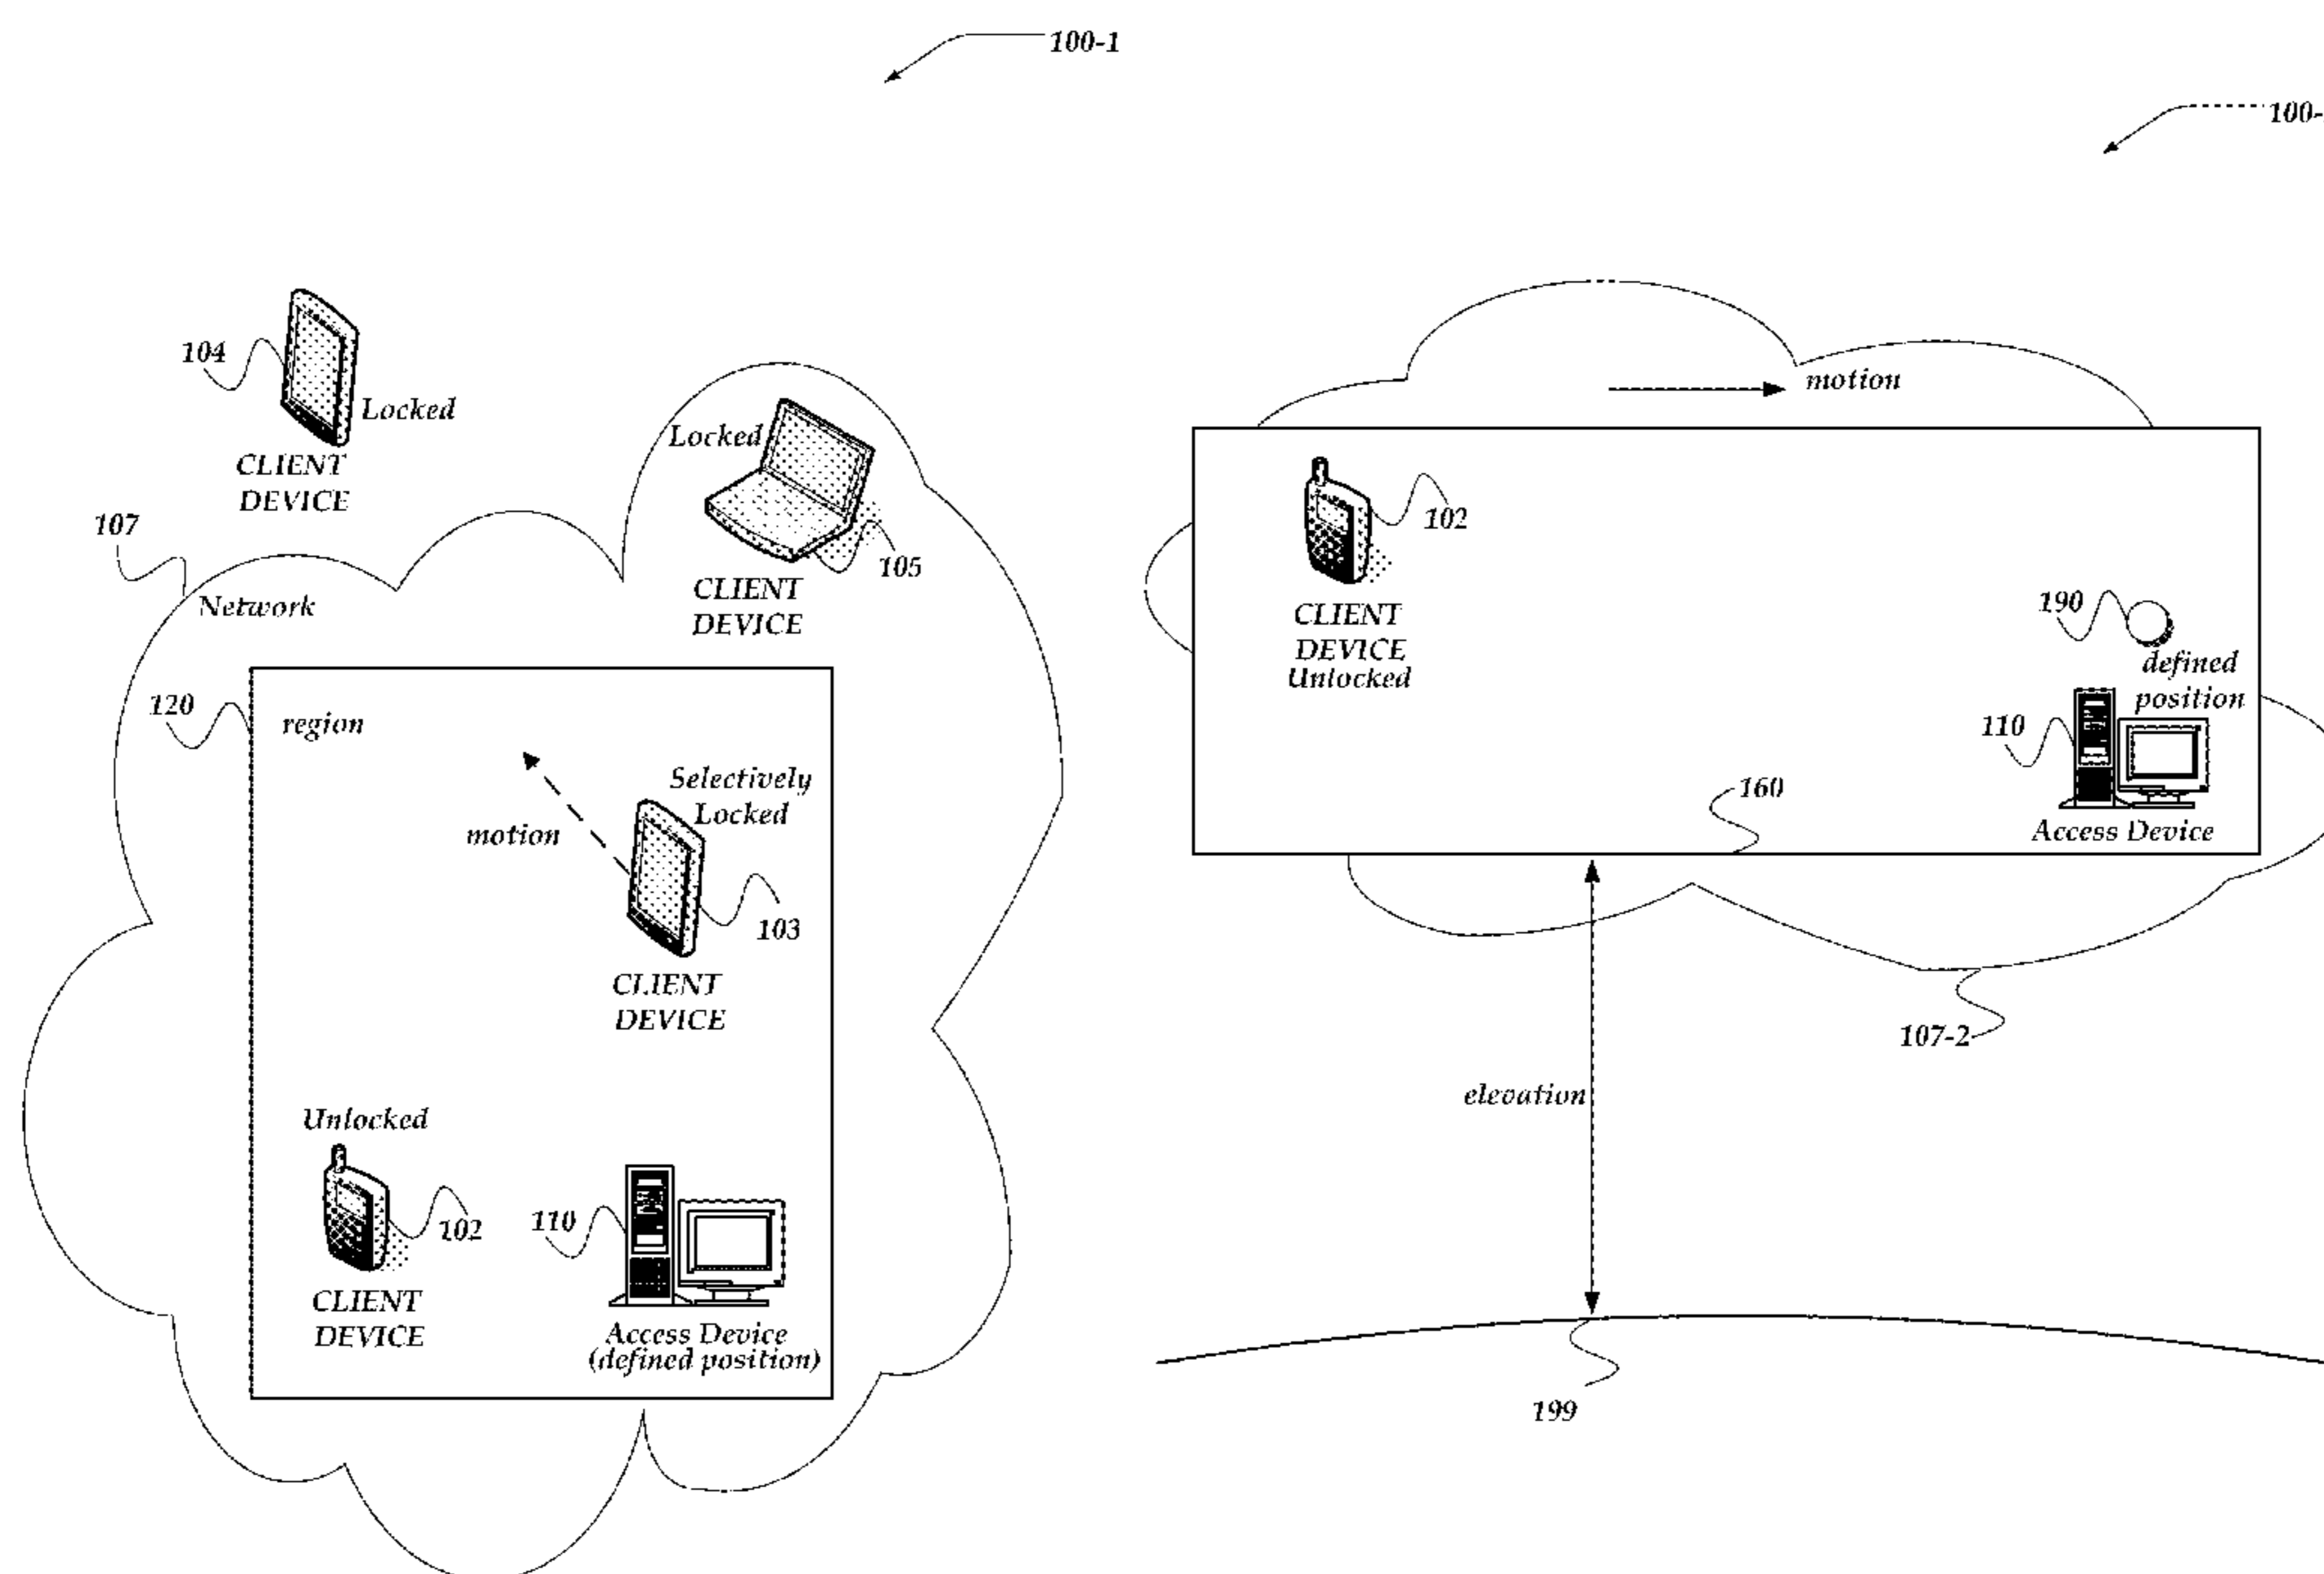 100-1
100-
104
Locked
CLIENT
DEVICE
Locked
105
CLIENT
DEVICE
107
Network
120
region
Selectively
Locked
motion
103
CLIENT
DEVICE
Unlocked
102
CLIENT
DEVICE
110
Access Device
(defined position)
motion
102
CLIENT
DEVICE
Unlocked
190
defined
position
110
Access Device
160
107-2
elevation
199